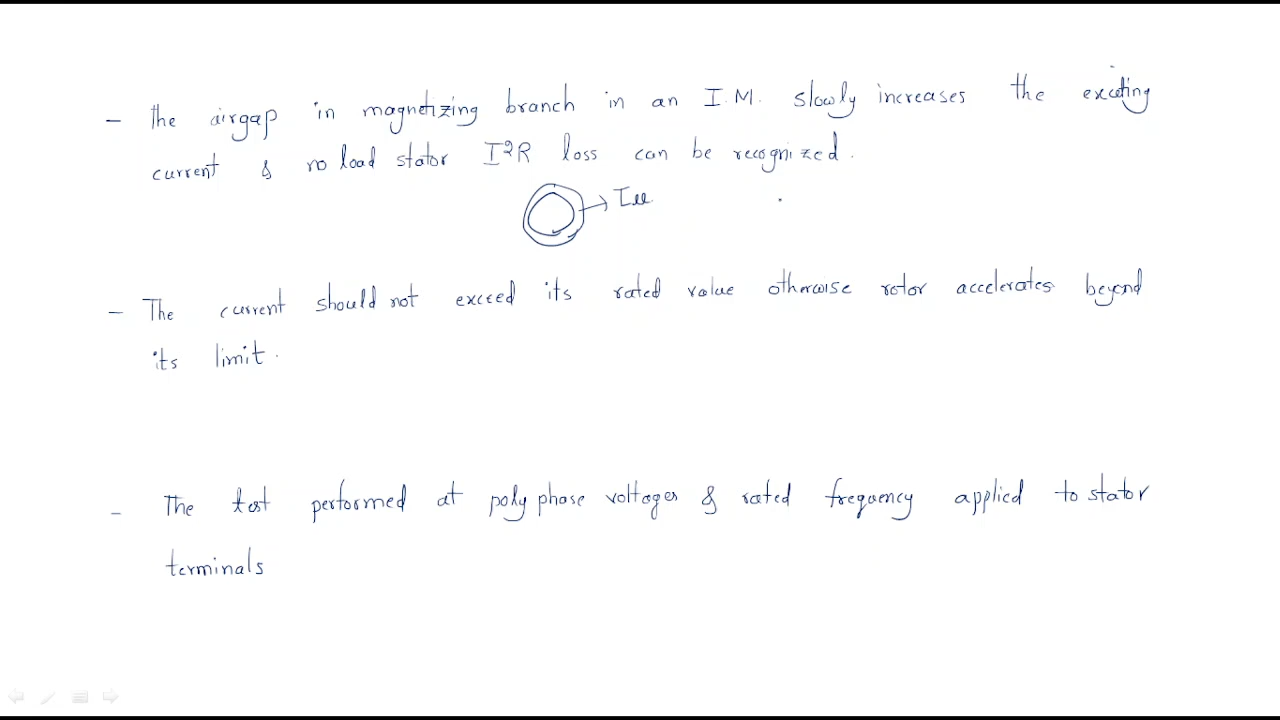 - the airgap in magnetizing branch in an I.M. slowly increases the exciting
current & no load stator I²R loss can be recognized.
- The current should not exceed its rated value otherwise rotor accelerates beyond
its limit.
- The test performed at poly phase voltages & rated frequency applied to stator
terminals